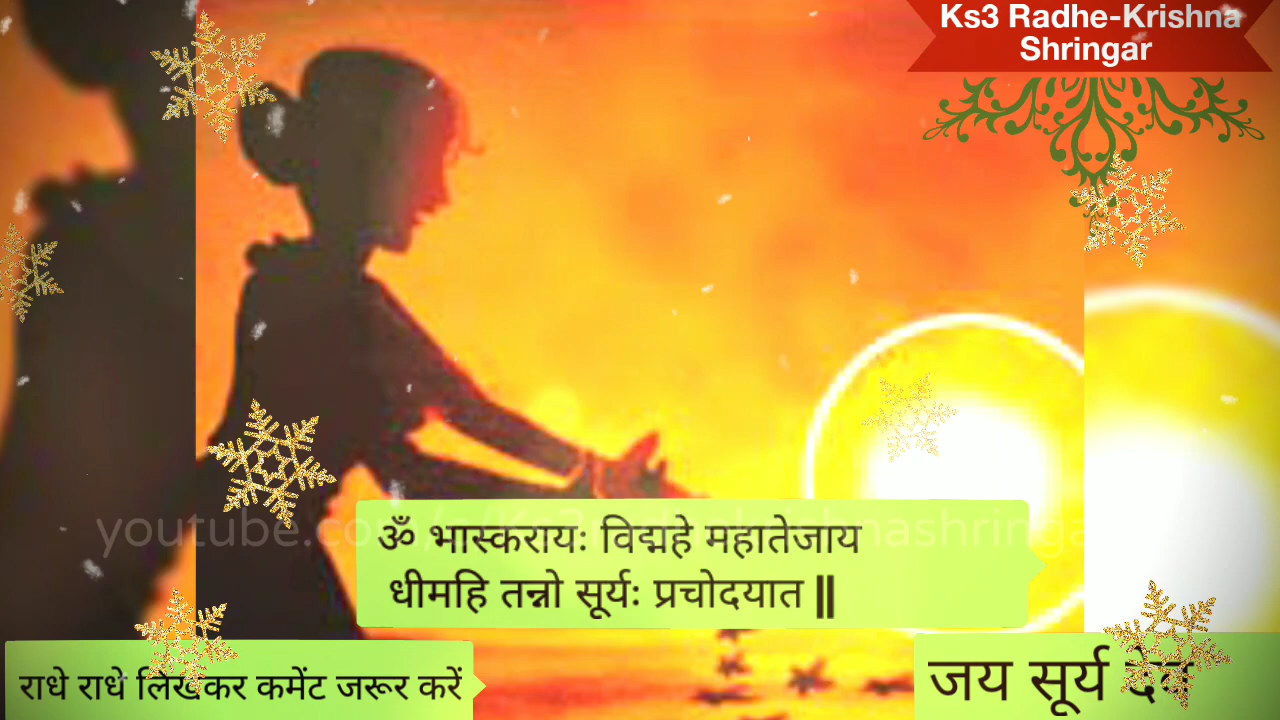 Ks3 Radhe-Krishna
Shringar
ॐ भास्करायः विद्महे महातेजाय
धीमहि तन्नो सूर्यः प्रचोदयात ||
राधे राधे लिखकर कमेंट जरूर करें
जय सूर्य देव